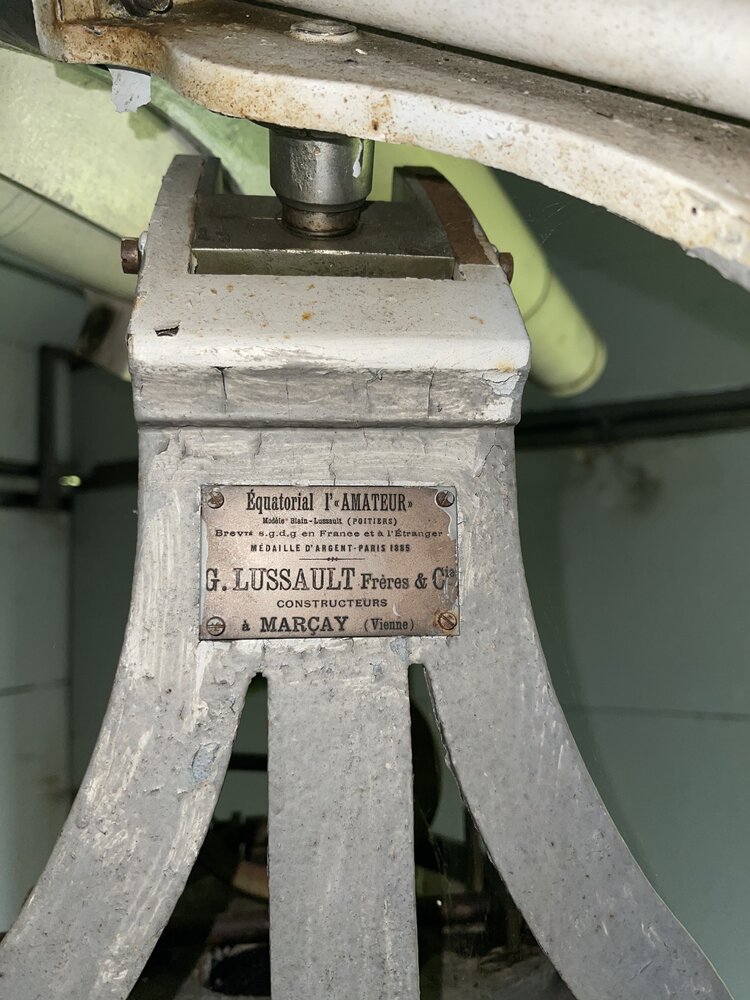 Équatorial l'«AMATEUR»
Modèle Blain-Lussault (POITIERS)
Brevté s.g.d.g en France et à l'Étranger
MÉDAILLE D'ARGENT-PARIS 1885
G. LUSSAULT Frères & Cie
CONSTRUCTEURS
à MARÇAY (Vienne)